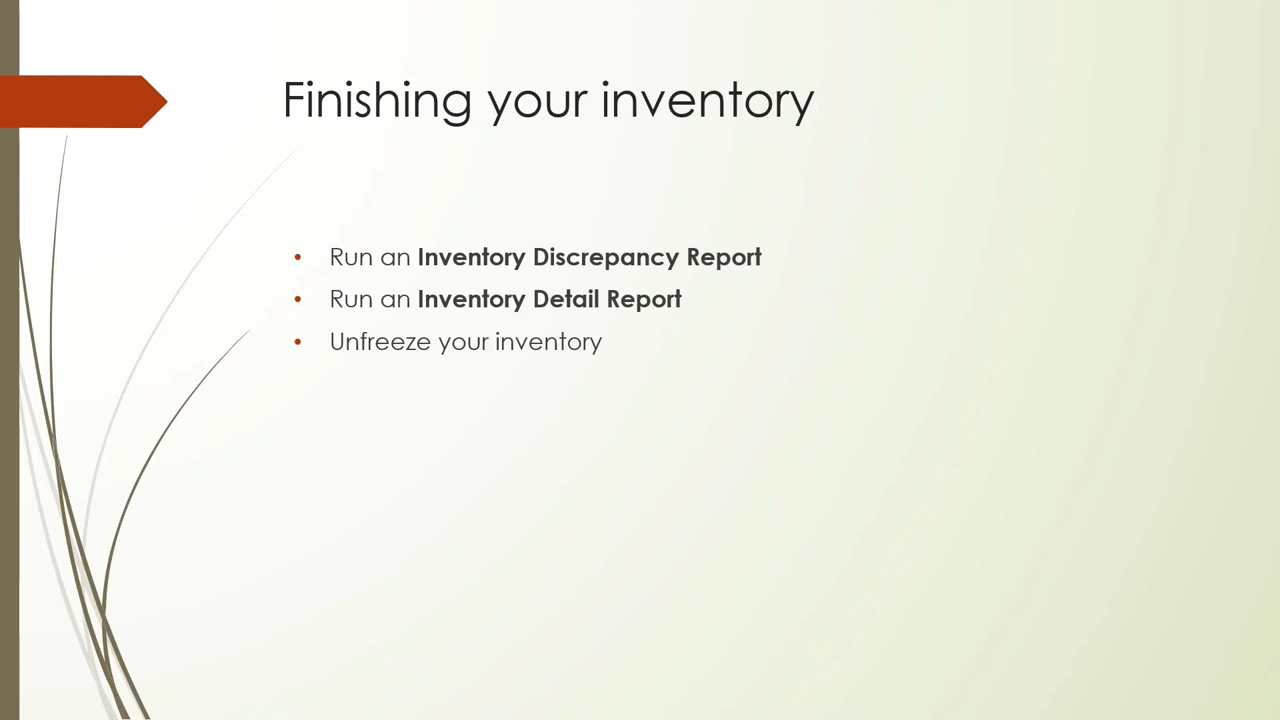 Finishing your inventory
• Run an Inventory Discrepancy Report
• Run an Inventory Detail Report
• Unfreeze your inventory